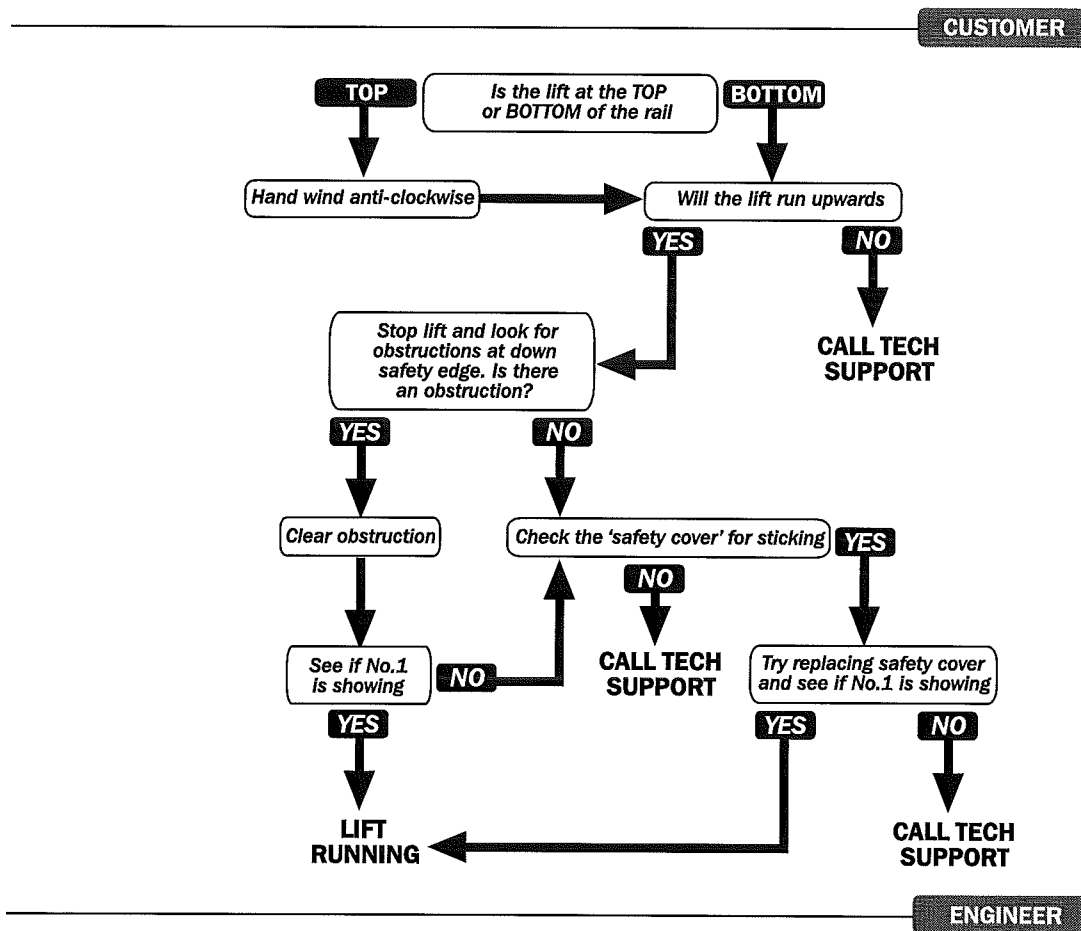 CUSTOMER
TOP
Is the lift at the TOP
or BOTTOM of the rail
BOTTOM
Hand wind anti-clockwise
Will the lift run upwards
YES
NO
Stop lift and look for
obstructions at down
safety edge. Is there
an obstruction?
CALL TECH
SUPPORT
YES
NO
Clear obstruction
Check the ‘safety cover’ for sticking
YES
NO
See if No.1
is showing
NO
CALL TECH
SUPPORT
Try replacing safety cover
and see if No.1 is showing
YES
YES
NO
LIFT
RUNNING
CALL TECH
SUPPORT
ENGINEER